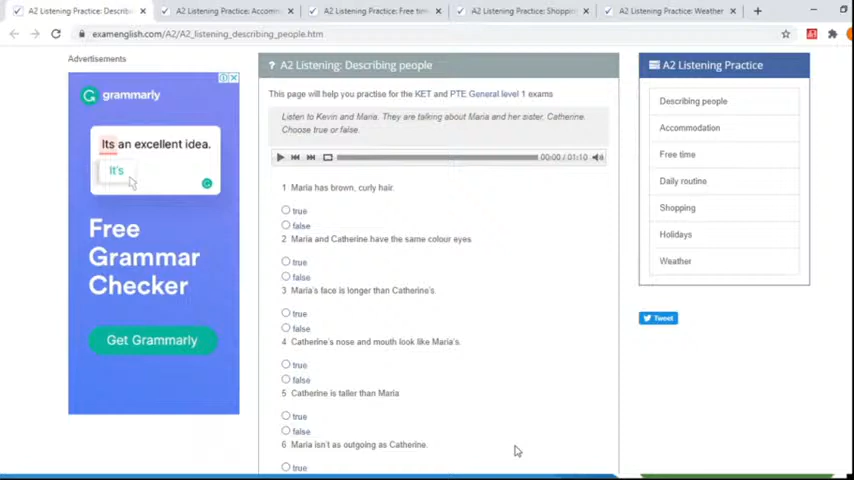 A2 Listening Practice: Describ
A2 Listening Practice: Accomm
A2 Listening Practice: Free tim
A2 Listening Practice: Shoppin
A2 Listening Practice: Weather
examenglish.com/A2/A2_listening_describing_people.htm
Advertisements
grammarly
Its an excellent idea.
It's
Free
Grammar
Checker
Get Grammarly
? A2 Listening: Describing people
This page will help you practise for the KET and PTE General level 1 exams
Listen to Kevin and Maria. They are talking about Maria and her sister, Catherine.
Choose true or false.
00:00 / 01:10
1 Maria has brown, curly hair.
true
false
2 Maria and Catherine have the same colour eyes
true
false
3 Maria's face is longer than Catherine's.
true
false
4 Catherine's nose and mouth look like Maria's.
true
false
5 Catherine is taller than Maria
true
false
6 Maria isn't as outgoing as Catherine.
true
A2 Listening Practice
Describing people
Accommodation
Free time
Daily routine
Shopping
Holidays
Weather
Tweet